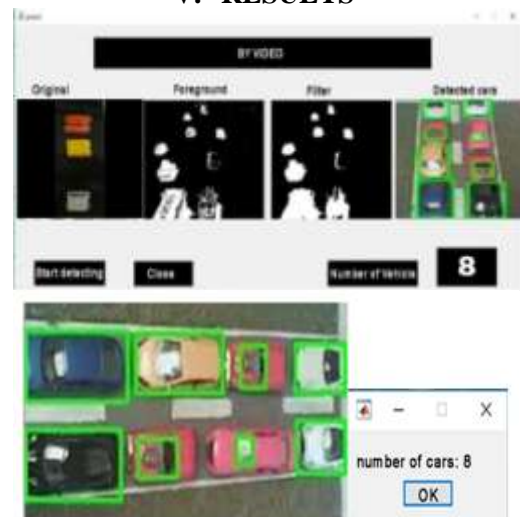 V. RESULTS
BY VIDEO
Original Foreground Filter Detected cars
Start detecting Close Number of Vehicle 8
number of cars: 8
OK